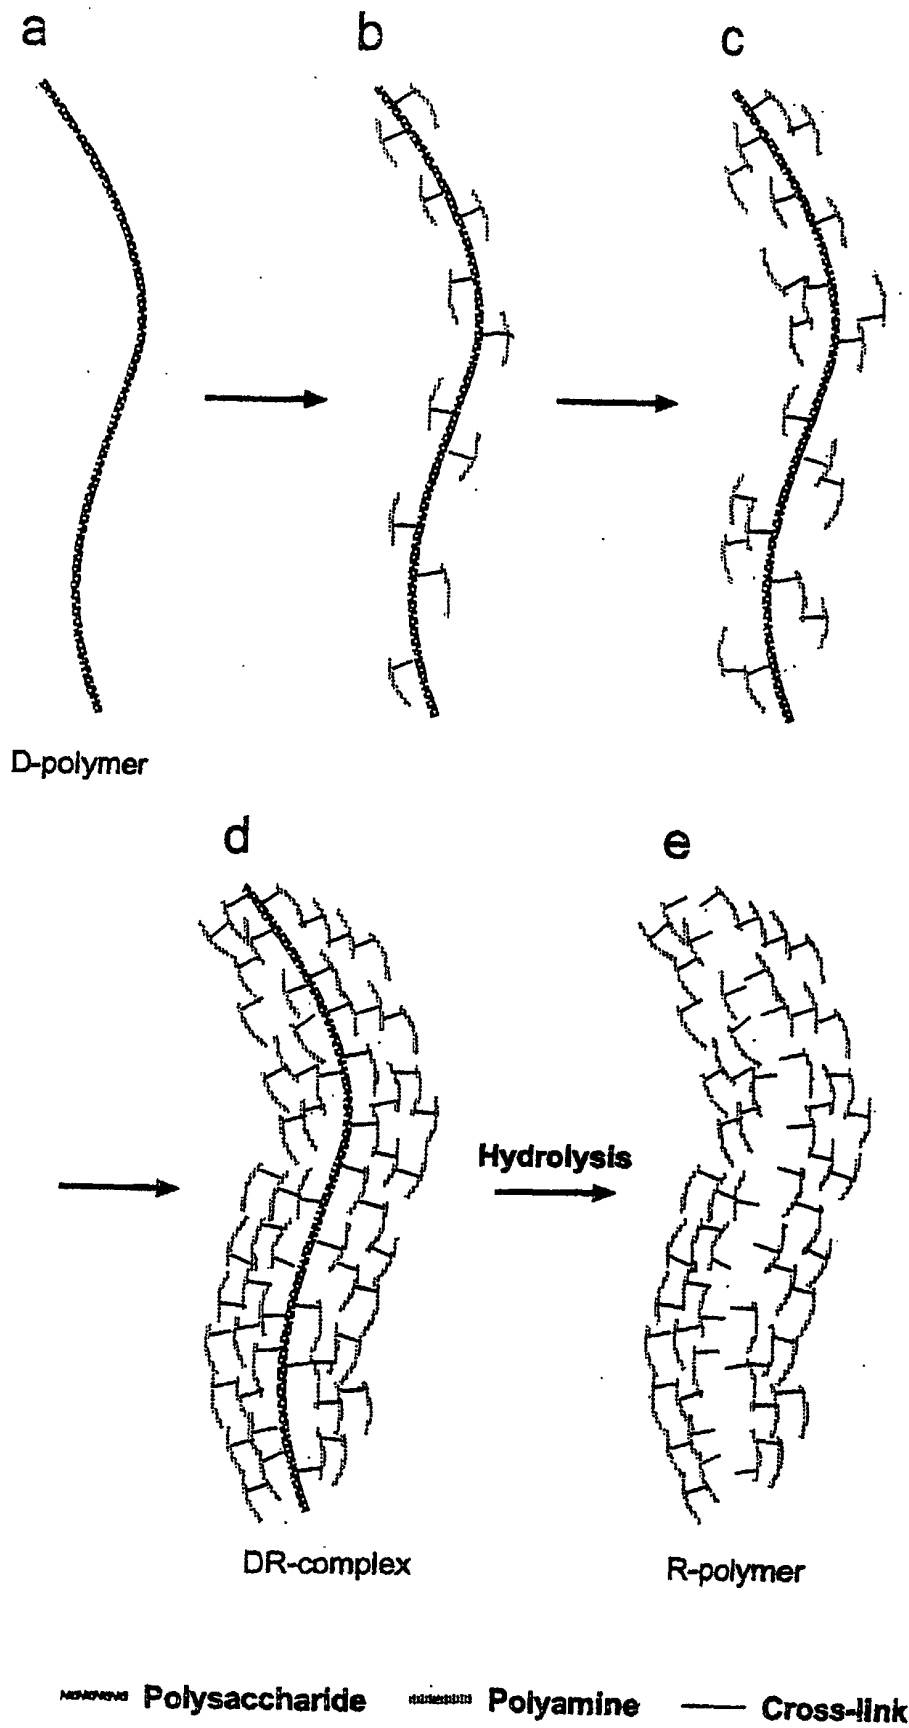 a b c
D-polymer
d e
Hydrolysis
DR-complex R-polymer
Polysaccharide Polyamine Cross-link